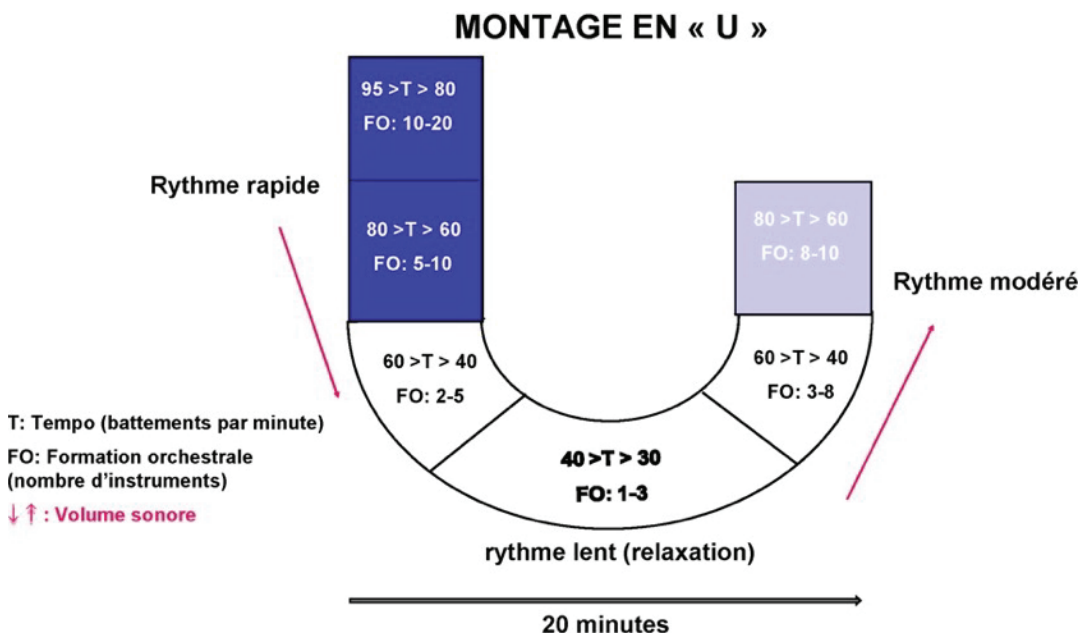 MONTAGE EN « U »
95 >T > 80
FO: 10-20
Rythme rapide
80 >T > 60
FO: 5-10
80 >T > 60
FO: 8-10
Rythme modéré
60 >T > 40
FO: 2-5
60 >T > 40
FO: 3-8
T: Tempo (battements par minute)
FO: Formation orchestrale
(nombre d'instruments)
↓ ↑ : Volume sonore
40 >T > 30
FO: 1-3
rythme lent (relaxation)
20 minutes